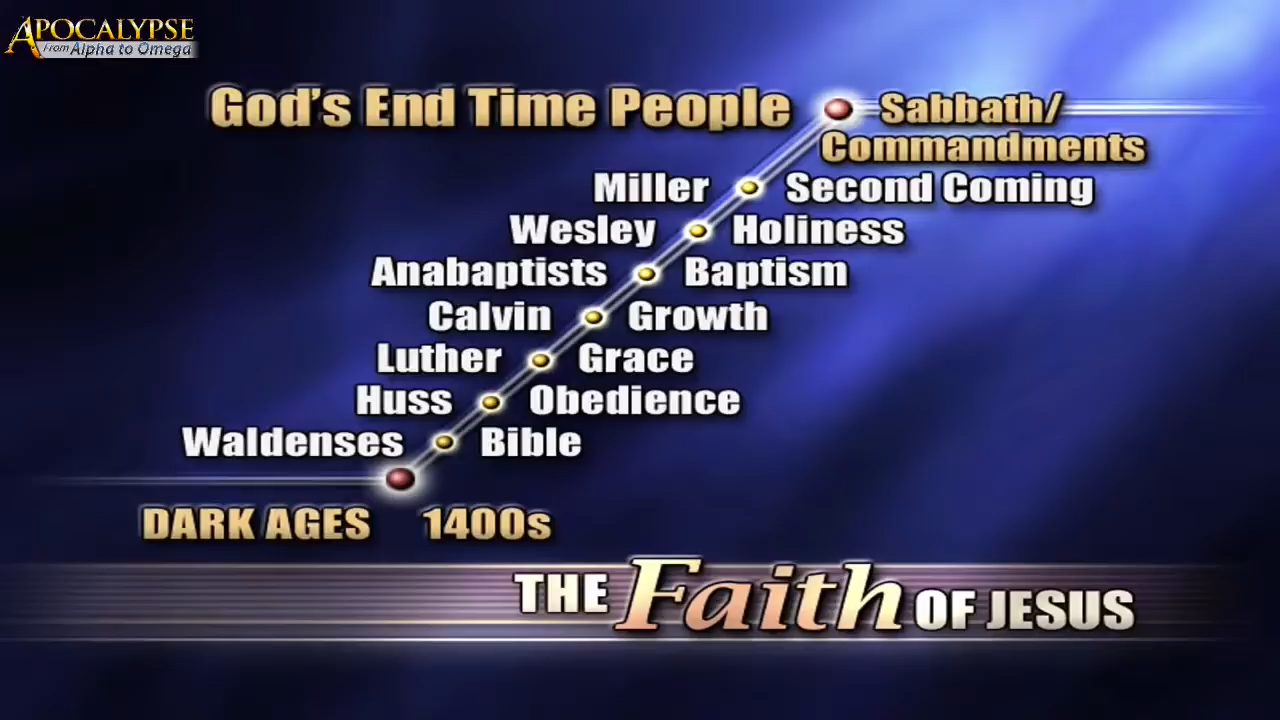 APOCALYPSE
From Alpha to Omega
God's End Time People Sabbath/
Commandments
Miller Second Coming
Wesley Holiness
Anabaptists Baptism
Calvin Growth
Luther Grace
Huss Obedience
Waldenses Bible
DARK AGES 1400s
THE Faith OF JESUS